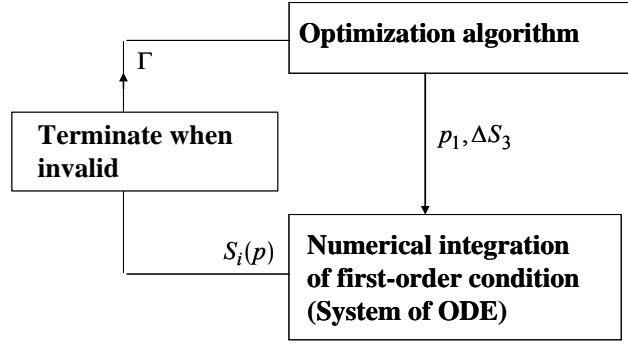 Optimization algorithm
Γ
Terminate when
invalid
p₁, ΔS₃
Sᵢ(p)
Numerical integration
of first-order condition
(System of ODE)